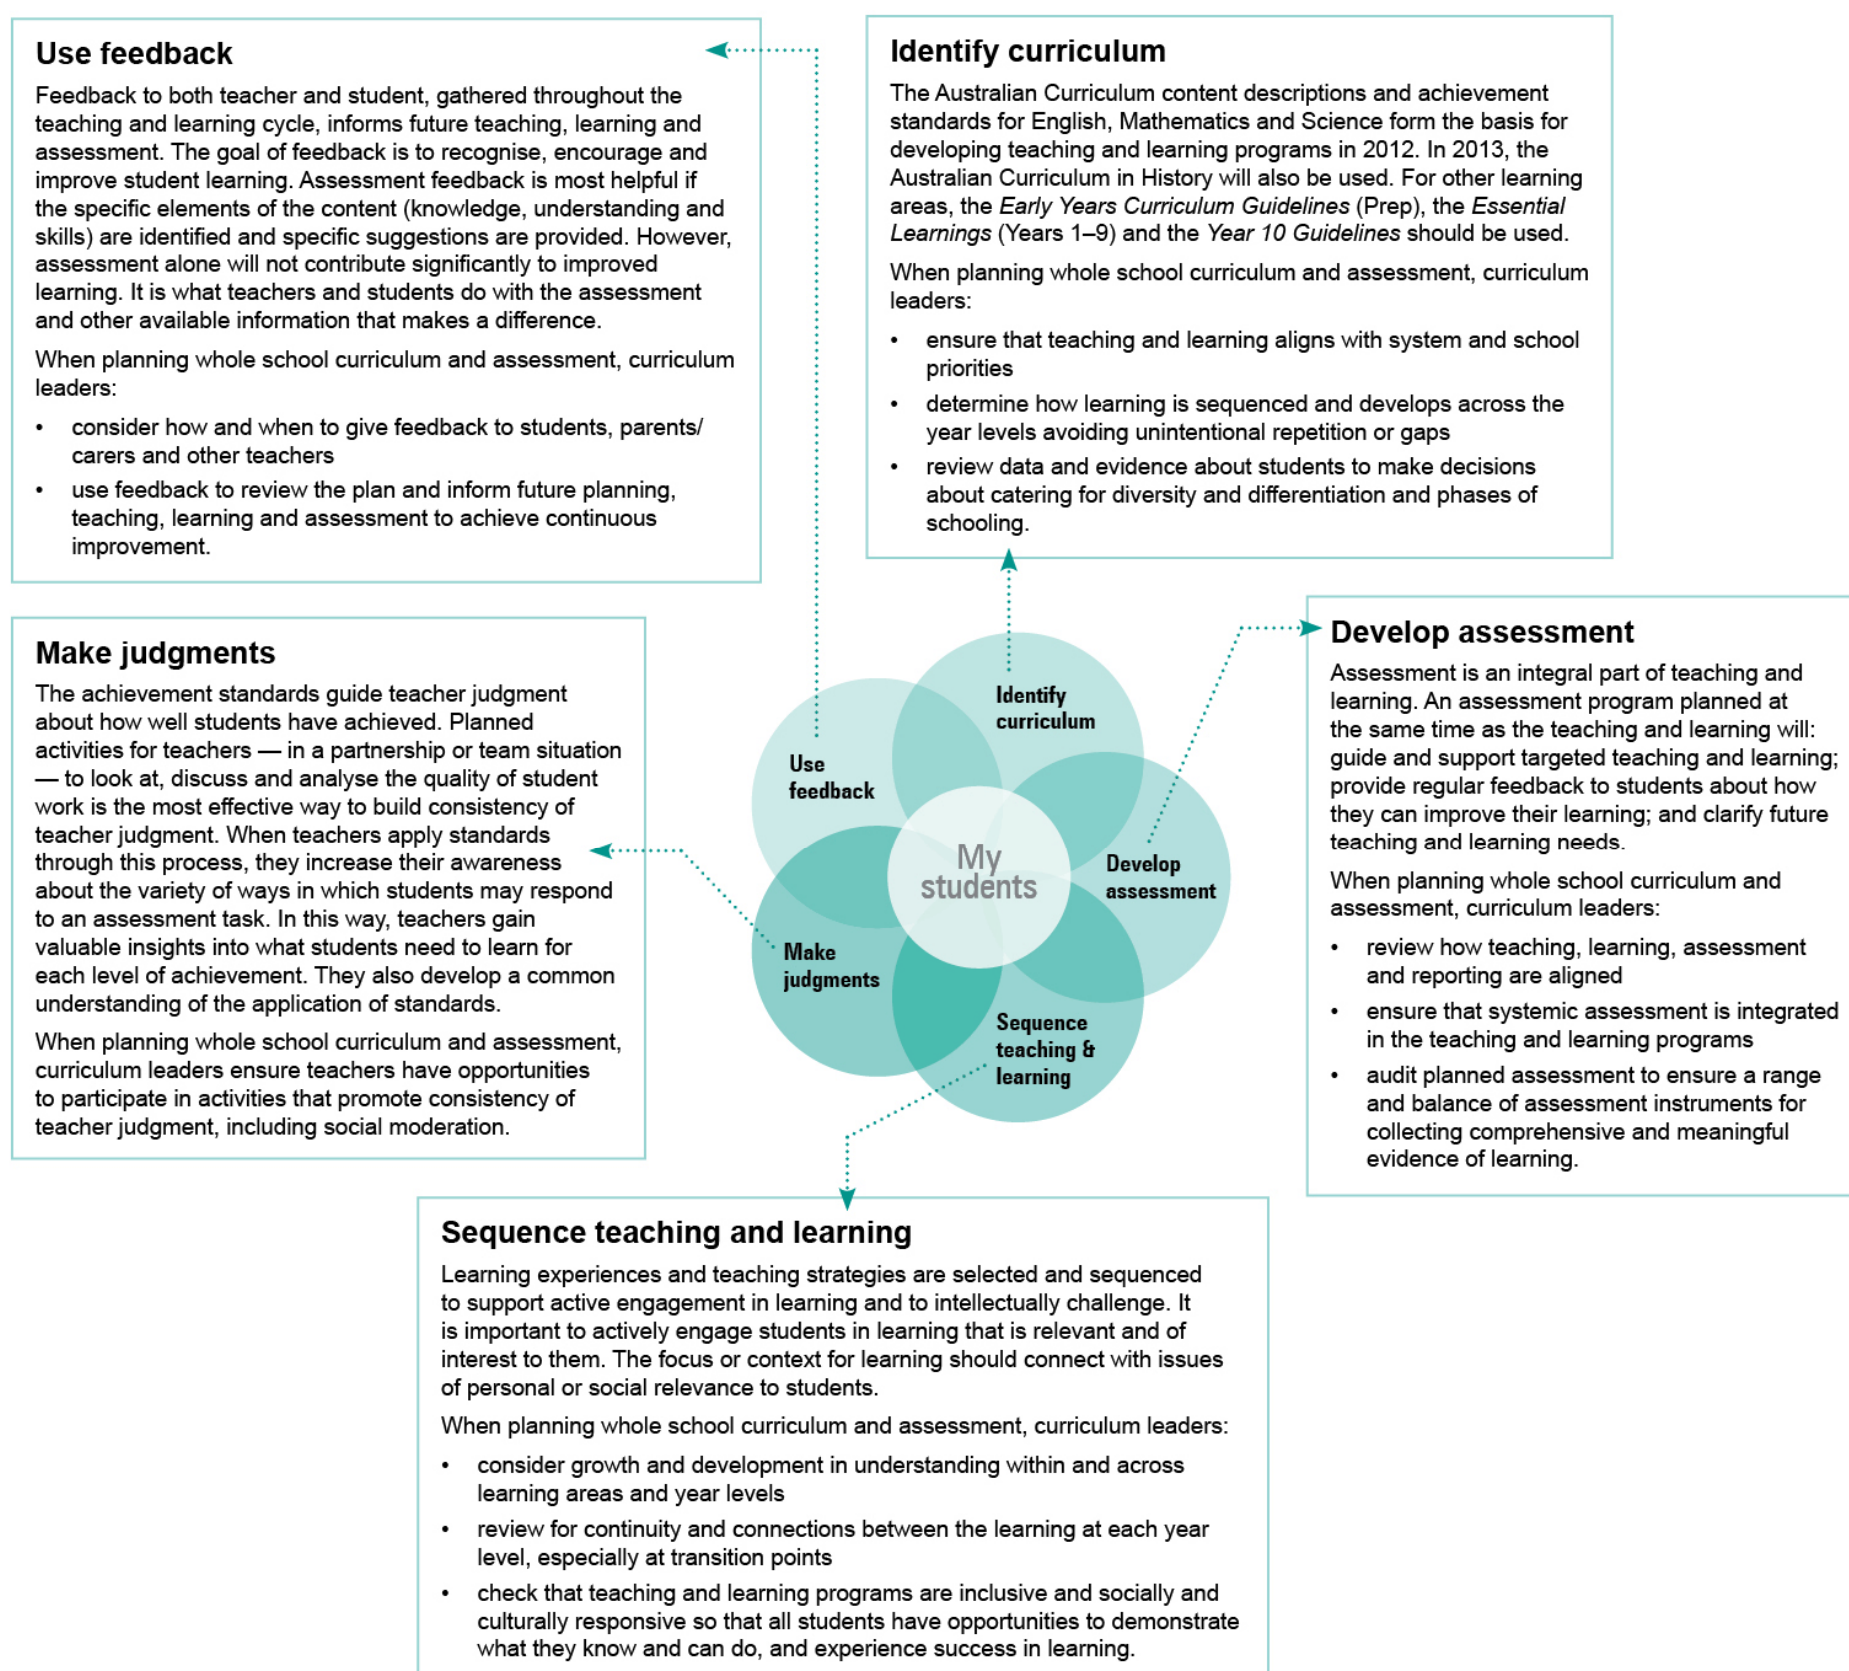 Use feedback
Feedback to both teacher and student, gathered throughout the
teaching and learning cycle, informs future teaching, learning and
assessment. The goal of feedback is to recognise, encourage and
improve student learning. Assessment feedback is most helpful if
the specific elements of the content (knowledge, understanding and
skills) are identified and specific suggestions are provided. However,
assessment alone will not contribute significantly to improved
learning. It is what teachers and students do with the assessment
and other available information that makes a difference.
When planning whole school curriculum and assessment, curriculum
leaders:
• consider how and when to give feedback to students, parents/
carers and other teachers
• use feedback to review the plan and inform future planning,
teaching, learning and assessment to achieve continuous
improvement.
Identify curriculum
The Australian Curriculum content descriptions and achievement
standards for English, Mathematics and Science form the basis for
developing teaching and learning programs in 2012. In 2013, the
Australian Curriculum in History will also be used. For other learning
areas, the Early Years Curriculum Guidelines (Prep), the Essential
Learnings (Years 1–9) and the Year 10 Guidelines should be used.
When planning whole school curriculum and assessment, curriculum
leaders:
• ensure that teaching and learning aligns with system and school
priorities
• determine how learning is sequenced and develops across the
year levels avoiding unintentional repetition or gaps
• review data and evidence about students to make decisions
about catering for diversity and differentiation and phases of
schooling.
Make judgments
The achievement standards guide teacher judgment
about how well students have achieved. Planned
activities for teachers — in a partnership or team situation
— to look at, discuss and analyse the quality of student
work is the most effective way to build consistency of
teacher judgment. When teachers apply standards
through this process, they increase their awareness
about the variety of ways in which students may respond
to an assessment task. In this way, teachers gain
valuable insights into what students need to learn for
each level of achievement. They also develop a common
understanding of the application of standards.
When planning whole school curriculum and assessment,
curriculum leaders ensure teachers have opportunities
to participate in activities that promote consistency of
teacher judgment, including social moderation.
Identify
curriculum
Use
feedback
My
students
Develop
assessment
Make
judgments
Sequence
teaching &
learning
Develop assessment
Assessment is an integral part of teaching and
learning. An assessment program planned at
the same time as the teaching and learning will:
guide and support targeted teaching and learning;
provide regular feedback to students about how
they can improve their learning; and clarify future
teaching and learning needs.
When planning whole school curriculum and
assessment, curriculum leaders:
• review how teaching, learning, assessment
and reporting are aligned
• ensure that systemic assessment is integrated
in the teaching and learning programs
• audit planned assessment to ensure a range
and balance of assessment instruments for
collecting comprehensive and meaningful
evidence of learning.
Sequence teaching and learning
Learning experiences and teaching strategies are selected and sequenced
to support active engagement in learning and to intellectually challenge. It
is important to actively engage students in learning that is relevant and of
interest to them. The focus or context for learning should connect with issues
of personal or social relevance to students.
When planning whole school curriculum and assessment, curriculum leaders:
• consider growth and development in understanding within and across
learning areas and year levels
• review for continuity and connections between the learning at each year
level, especially at transition points
• check that teaching and learning programs are inclusive and socially and
culturally responsive so that all students have opportunities to demonstrate
what they know and can do, and experience success in learning.